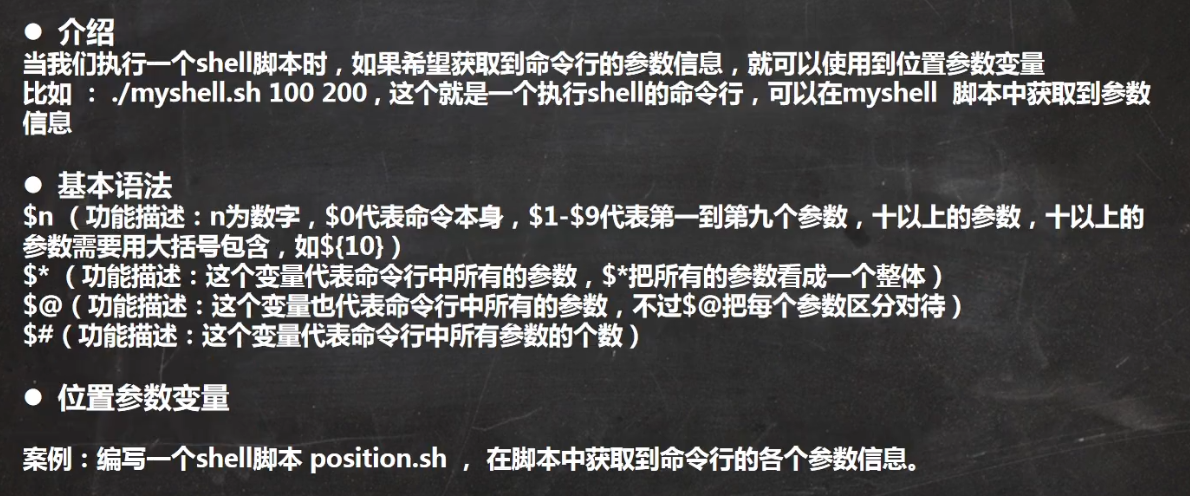 ● 介绍
当我们执行一个shell脚本时，如果希望获取到命令行的参数信息，就可以使用到位置参数变量
比如 ： ./myshell.sh 100 200，这个就是一个执行shell的命令行，可以在myshell 脚本中获取到参数
信息
● 基本语法
$n （功能描述：n为数字，$0代表命令本身，$1-$9代表第一到第九个参数，十以上的参数，十以上的
参数需要用大括号包含，如${10}）
$* （功能描述：这个变量代表命令行中所有的参数，$*把所有的参数看成一个整体）
$@（功能描述：这个变量也代表命令行中所有的参数，不过$@把每个参数区分对待）
$#（功能描述：这个变量代表命令行中所有参数的个数）
● 位置参数变量
案例：编写一个shell脚本 position.sh ， 在脚本中获取到命令行的各个参数信息。